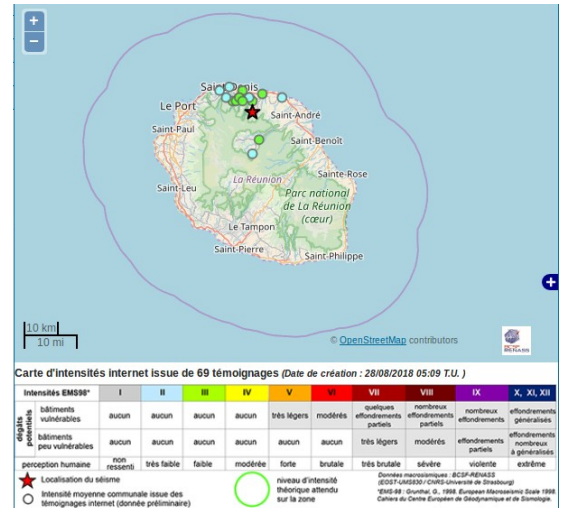 +
−
Saint-Denis
Le Port
Saint-André
Saint-Paul
Saint-Benoît
Sainte-Rose
La Réunion
Saint-Leu
Parc national
de La Réunion
(cœur)
Le Tampon
Saint-Pierre
Saint-Philippe
+
10 km
10 mi
© OpenStreetMap contributors
BCSF
RENASS
Carte d'intensités internet issue de 69 témoignages (Date de création : 28/08/2018 05:09 T.U. )
Intensités EMS98* I II III IV V VI VII VIII IX X, XI, XII
dégâts potentiels
bâtiments vulnérables aucun aucun aucun aucun très légers modérés quelques effondrements partiels nombreux effondrements partiels nombreux effondrements effondrements généralisés
bâtiments peu vulnérables aucun aucun aucun aucun aucun aucun très légers modérés effondrements partiels effondrements nombreux à généralisés
perception humaine non ressenti très faible faible modérée forte brutale très brutale sévère violente extrême
Localisation du séisme
Intensité moyenne communale issue des
témoignages internet (donnée préliminaire)
niveau d'intensité
théorique attendu
sur la zone
Données macrosismiques : BCSF-RENASS
(EOST-UMS830 / CNRS-Université de Strasbourg)
*EMS-98 : Grunthal, G., 1998. European Macroseismic Scale 1998.
Cahiers du Centre Européen de Géodynamique et de Sismologie.